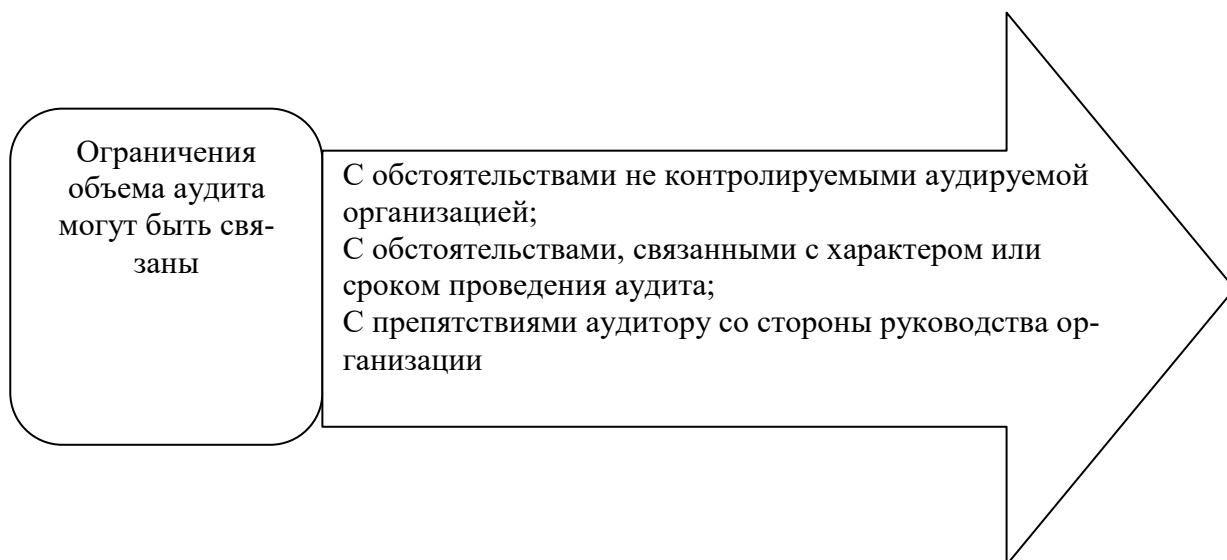 Ограничения
объема аудита
могут быть свя-
заны
С обстоятельствами не контролируемыми аудируемой
организацией;
С обстоятельствами, связанными с характером или
сроком проведения аудита;
С препятствиями аудитору со стороны руководства ор-
ганизации